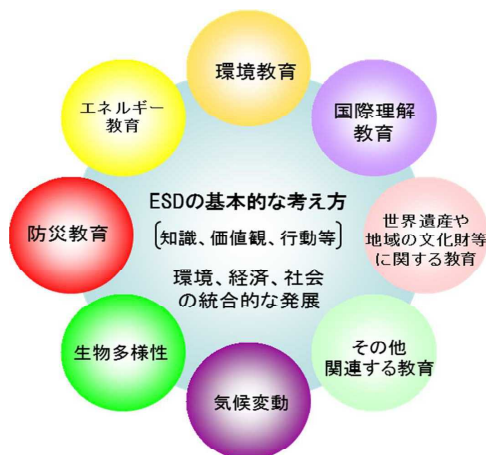 環境教育
エネルギー
教育
国際理解
教育
ESDの基本的な考え方
[知識、価値観、行動等]
環境、経済、社会
の統合的な発展
防災教育
世界遺産や
地域の文化財等
に関する教育
生物多様性
その他
関連する教育
気候変動